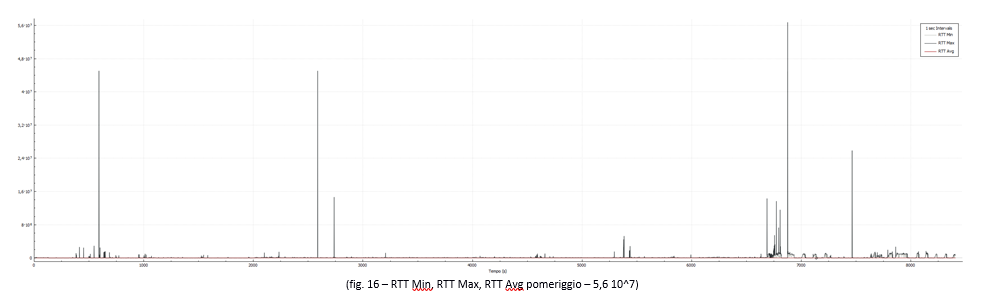 5,6·10⁷
4,8·10⁷
4·10⁷
3,2·10⁷
2,4·10⁷
1,6·10⁷
8·10⁶
0
0 1000 2000 3000 4000 5000 6000 7000 8000
Tempo (s)
1 sec Intervals
RTT Min
RTT Max
RTT Avg
(fig. 16 – RTT Min, RTT Max, RTT Avg pomeriggio – 5,6 10^7)